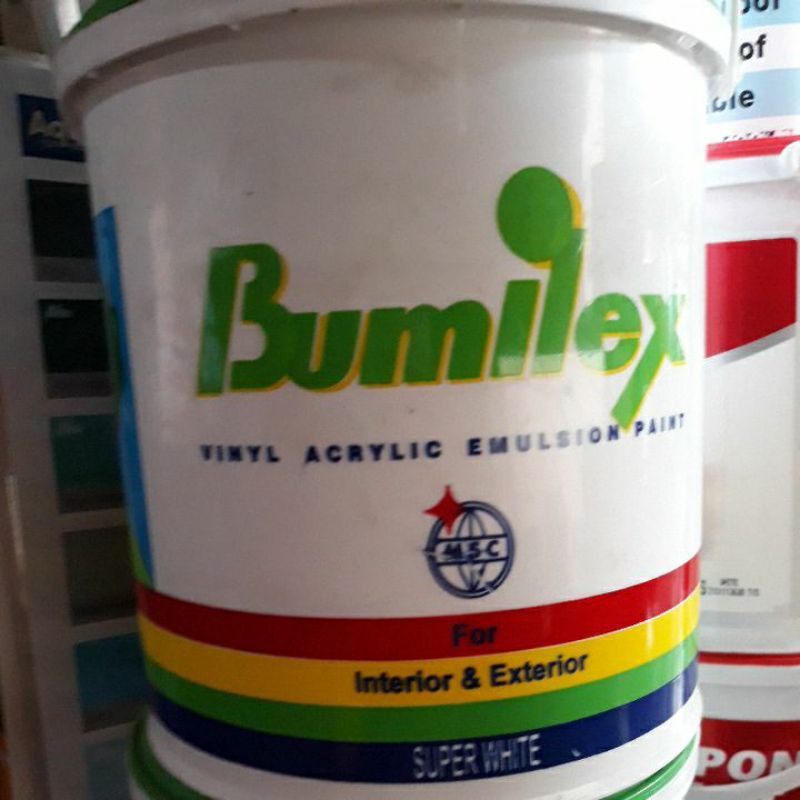 of
Bumilex
VINYL ACRYLIC EMULSION PAINT
MSC
For
Interior & Exterior
SUPER WHITE
PON